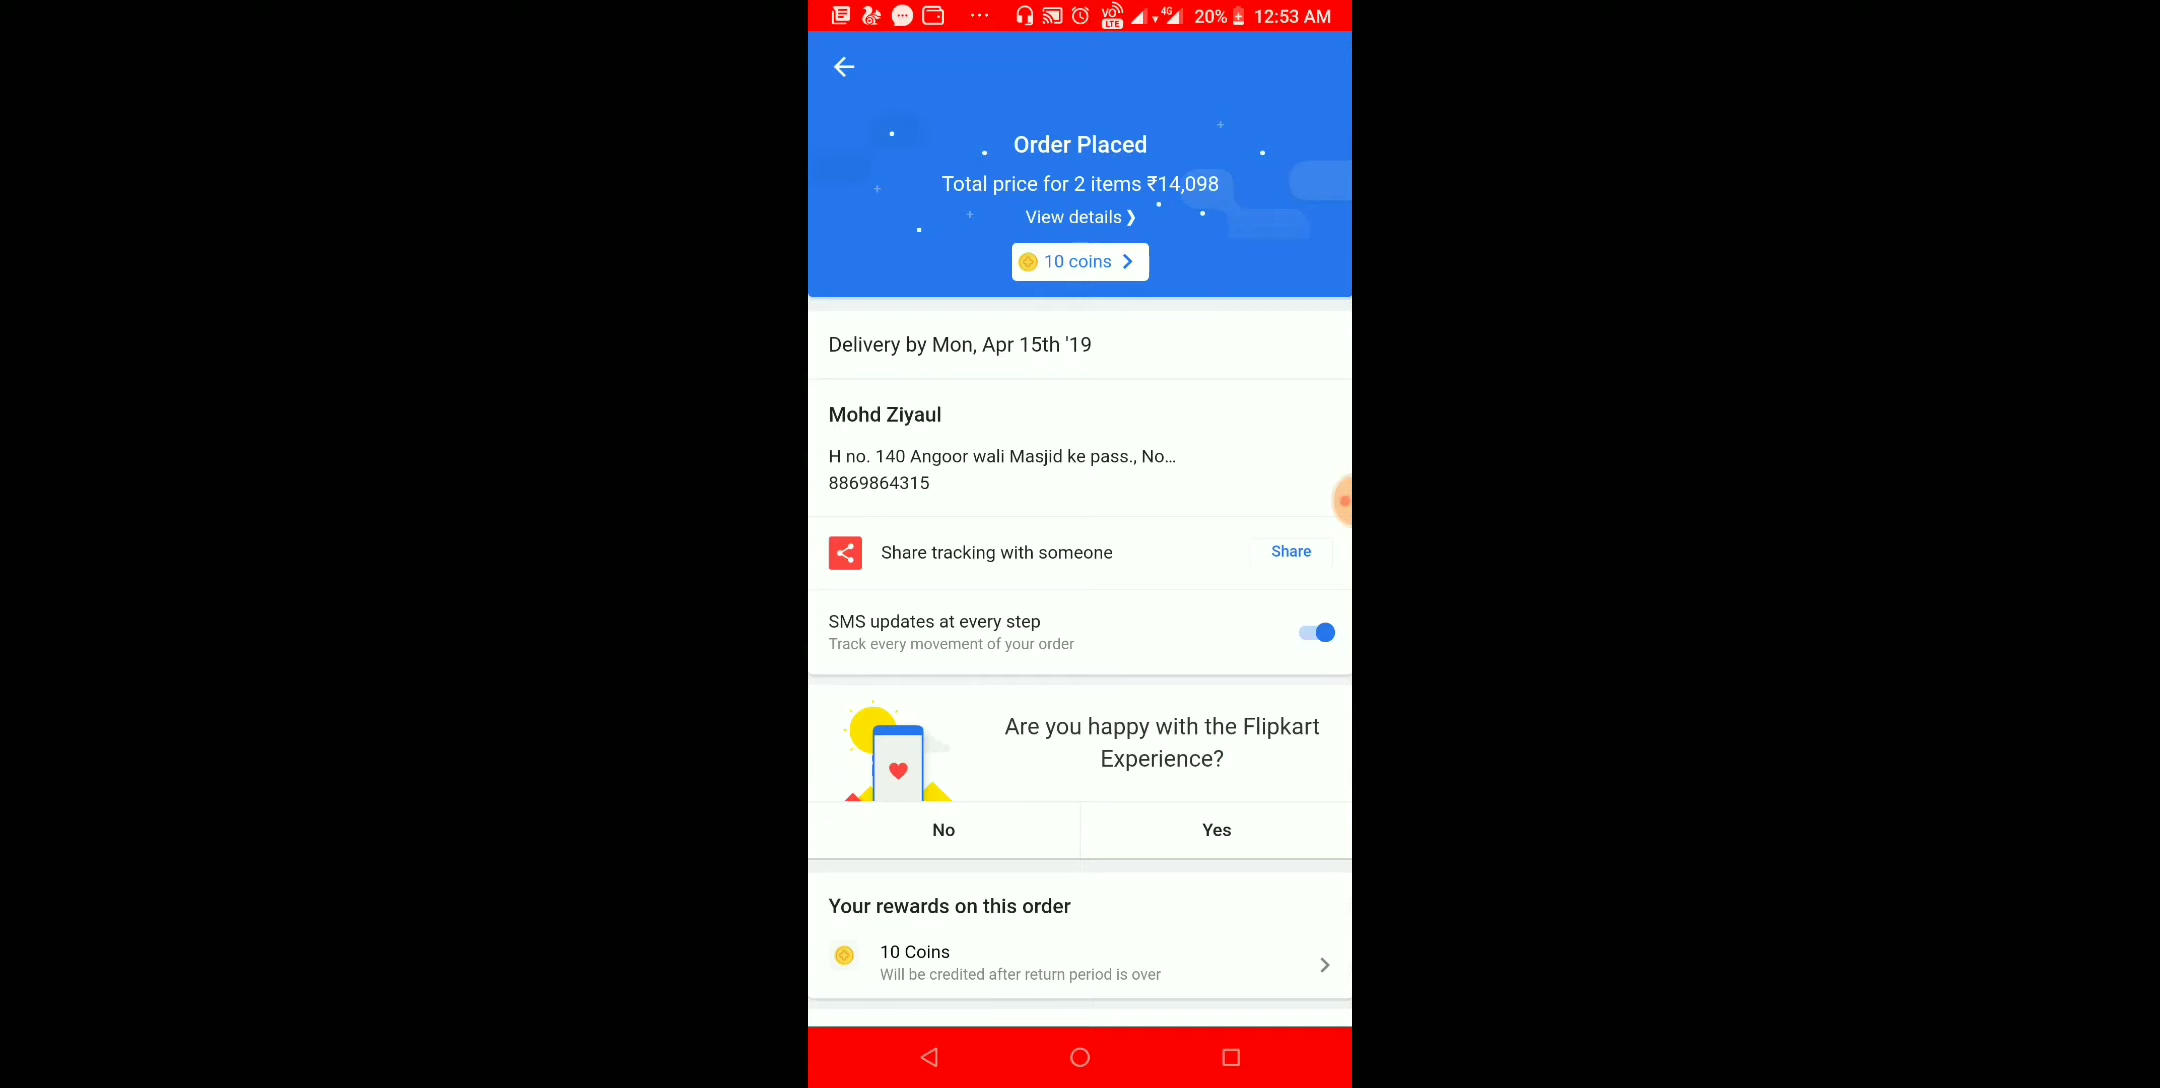 VO LTE 4G 20% 12:53 AM
Order Placed
Total price for 2 items ₹14,098
View details ❯
10 coins
Delivery by Mon, Apr 15th '19
Mohd Ziyaul
H no. 140 Angoor wali Masjid ke pass., No...
8869864315
Share tracking with someone
Share
SMS updates at every step
Track every movement of your order
Are you happy with the Flipkart
Experience?
No
Yes
Your rewards on this order
10 Coins
Will be credited after return period is over